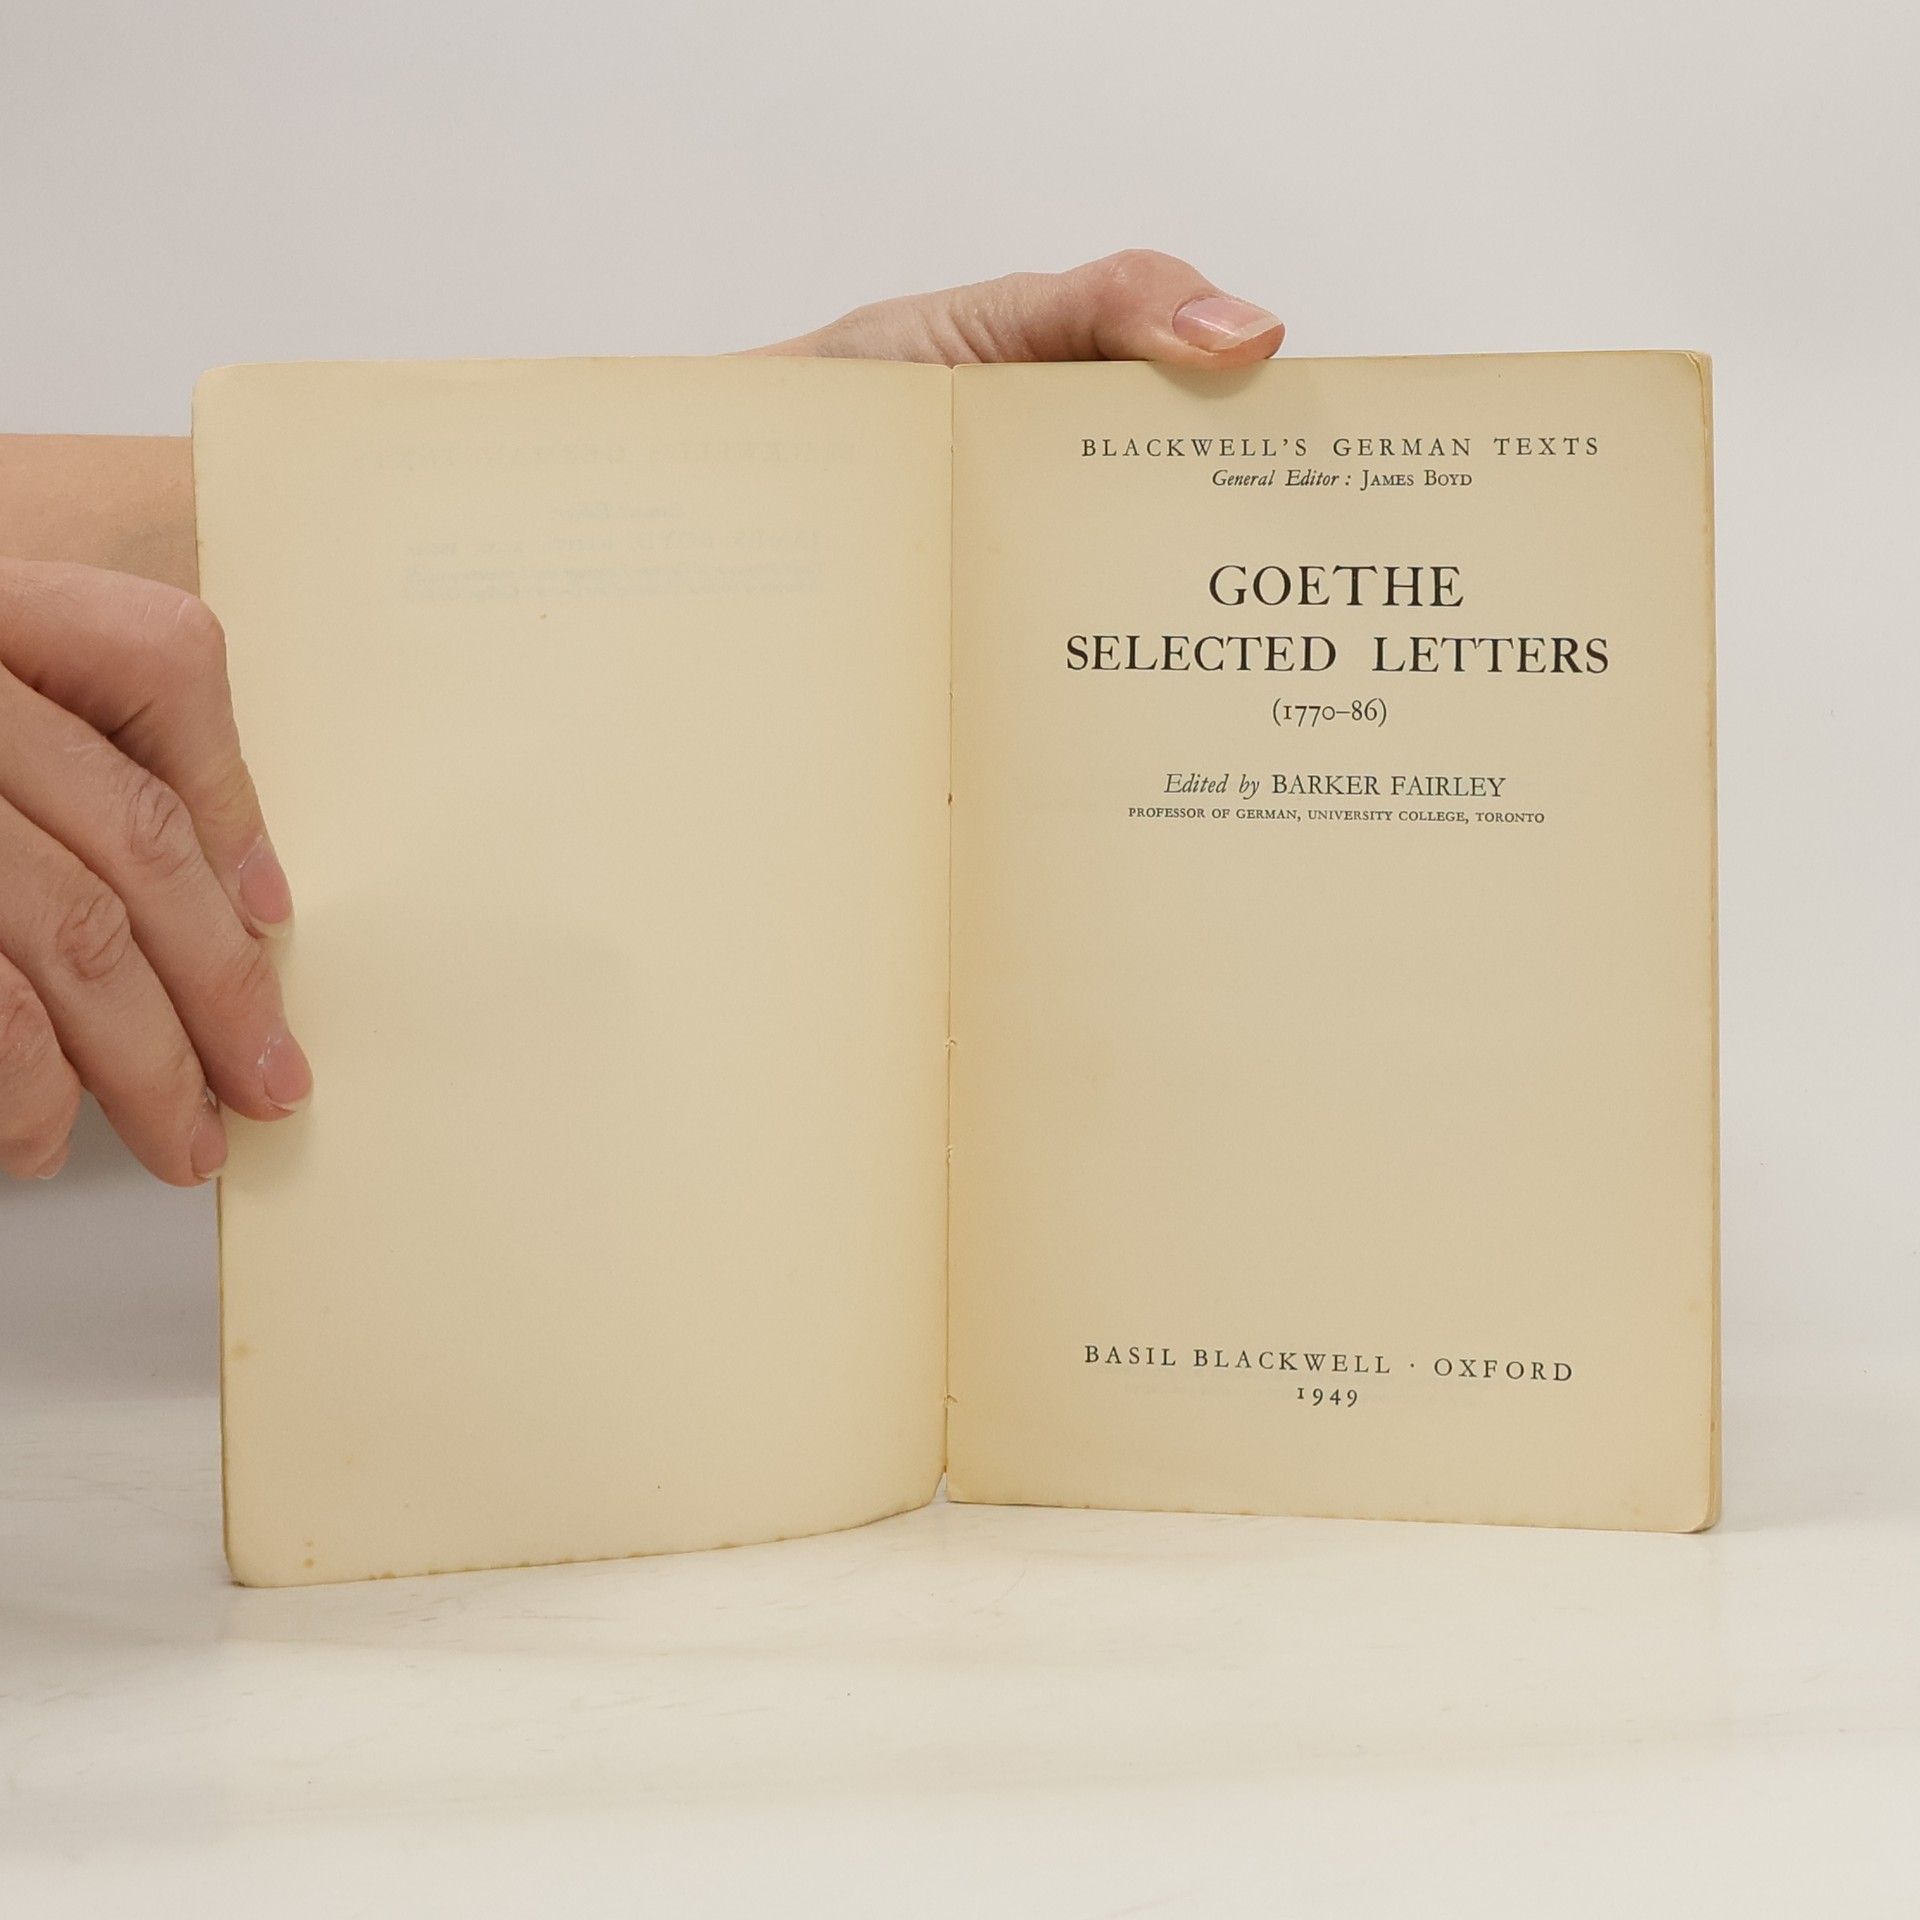 BLACKWELL'S GERMAN TEXTS
General Editor: JAMES BOYD
GOETHE
SELECTED LETTERS
(1770–86)
Edited by BARKER FAIRLEY
PROFESSOR OF GERMAN, UNIVERSITY COLLEGE, TORONTO
BASIL BLACKWELL · OXFORD
1949